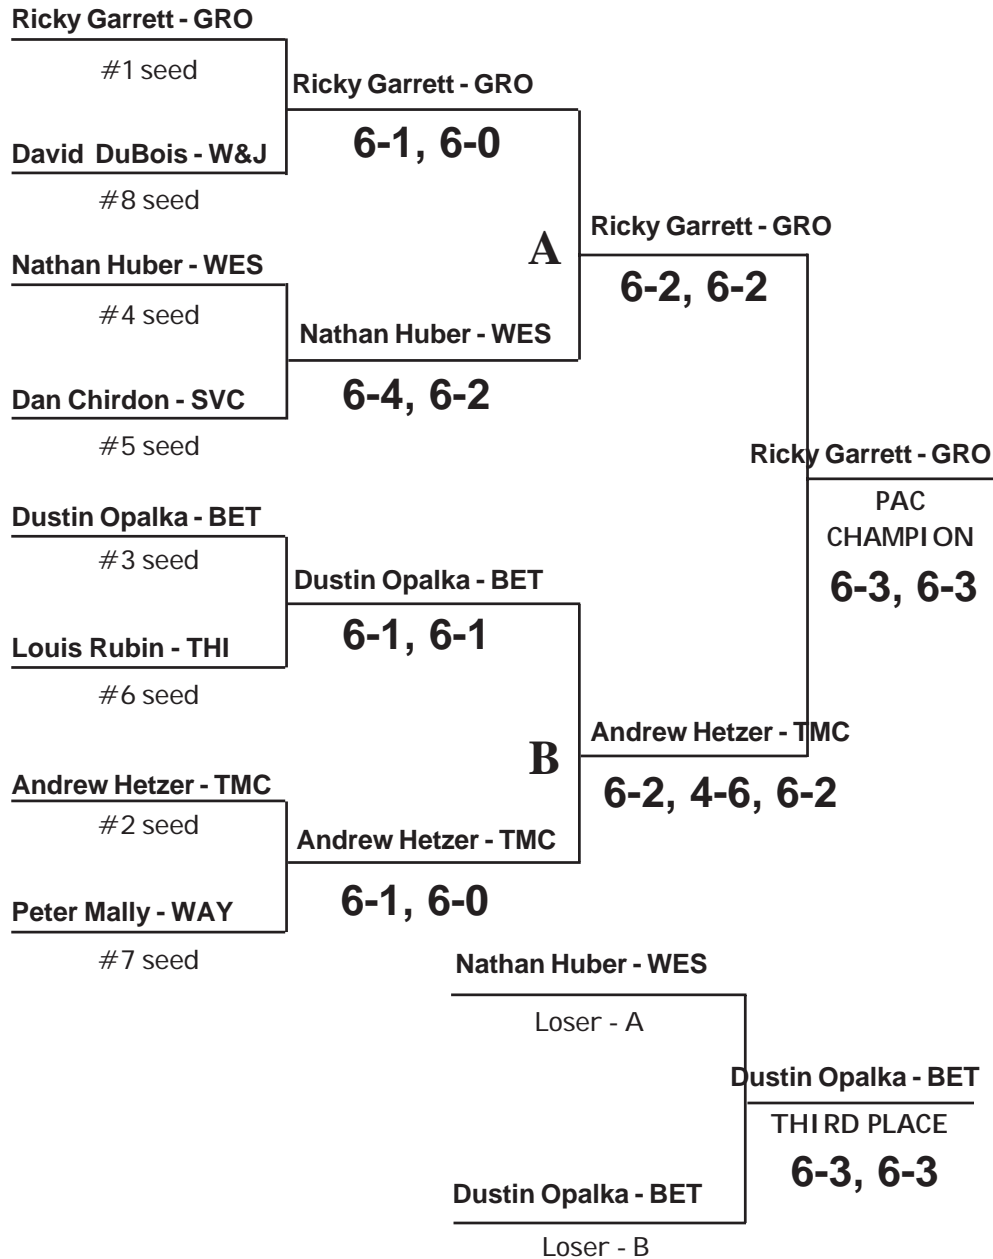 Ricky Garrett - GRO
#1 seed
Ricky Garrett - GRO
6-1, 6-0
David DuBois - W&J
#8 seed
Ricky Garrett - GRO
A
6-2, 6-2
Nathan Huber - WES
#4 seed
Nathan Huber - WES
6-4, 6-2
Dan Chirdon - SVC
#5 seed
Ricky Garrett - GRO
PAC
CHAMPION
6-3, 6-3
Dustin Opalka - BET
#3 seed
Dustin Opalka - BET
6-1, 6-1
Louis Rubin - THI
#6 seed
Andrew Hetzer - TMC
B
6-2, 4-6, 6-2
Andrew Hetzer - TMC
#2 seed
Andrew Hetzer - TMC
6-1, 6-0
Peter Mally - WAY
#7 seed
Nathan Huber - WES
Loser - A
Dustin Opalka - BET
THIRD PLACE
6-3, 6-3
Dustin Opalka - BET
Loser - B